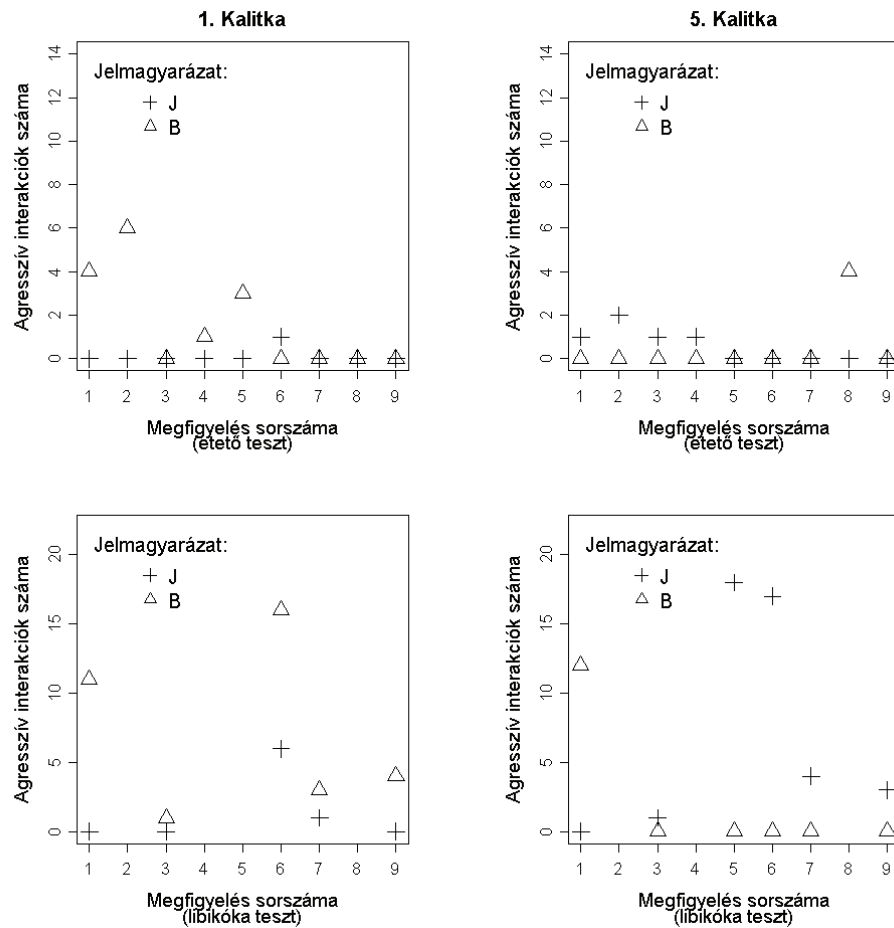 1. Kalitka
Agresszív interakciók száma
14
12
10
8
6
4
2
0
Jelmagyarázat:
J
B
1 2 3 4 5 6 7 8 9
Megfigyelés sorszáma
(etető teszt)
5. Kalitka
Agresszív interakciók száma
14
12
10
8
6
4
2
0
Jelmagyarázat:
J
B
1 2 3 4 5 6 7 8 9
Megfigyelés sorszáma
(etető teszt)
Agresszív interakciók száma
20
15
10
5
0
Jelmagyarázat:
J
B
1 2 3 4 5 6 7 8 9
Megfigyelés sorszáma
(libikóka teszt)
Agresszív interakciók száma
20
15
10
5
0
Jelmagyarázat:
J
B
1 2 3 4 5 6 7 8 9
Megfigyelés sorszáma
(libikóka teszt)